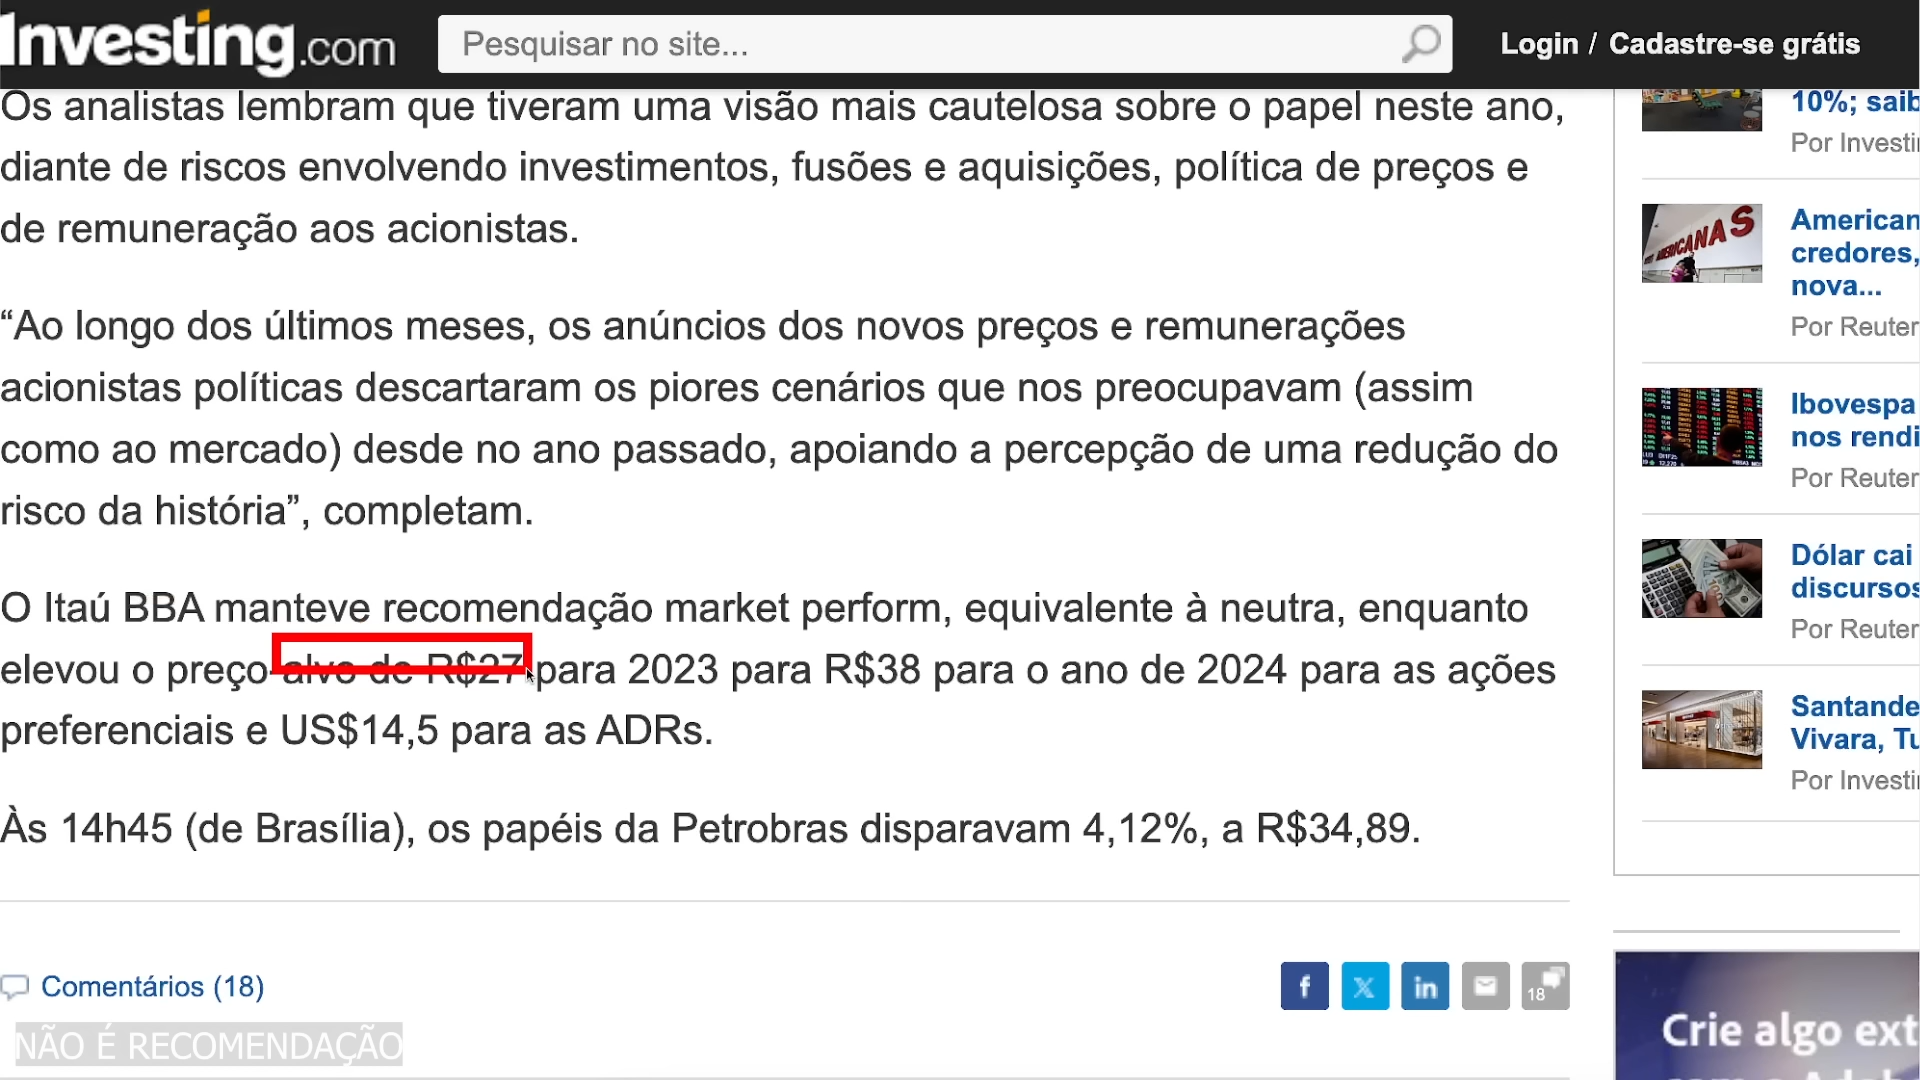 Investing.com
Pesquisar no site...
Login / Cadastre-se grátis
Os analistas lembram que tiveram uma visão mais cautelosa sobre o papel neste ano,
diante de riscos envolvendo investimentos, fusões e aquisições, política de preços e
de remuneração aos acionistas.
“Ao longo dos últimos meses, os anúncios dos novos preços e remunerações
acionistas políticas descartaram os piores cenários que nos preocupavam (assim
como ao mercado) desde no ano passado, apoiando a percepção de uma redução do
risco da história”, completam.
O Itaú BBA manteve recomendação market perform, equivalente à neutra, enquanto
elevou o preço-alvo de R$27 para 2023 para R$38 para o ano de 2024 para as ações
preferenciais e US$14,5 para as ADRs.
Às 14h45 (de Brasília), os papéis da Petrobras disparavam 4,12%, a R$34,89.
Comentários (18)
18
NÃO É RECOMENDAÇÃO
10%; saib
Por Investi
AMERICANAS
American
credores,
nova...
Por Reuter
Ibovespa
nos rendi
Por Reuter
Dólar cai
discursos
Por Reuter
Santande
Vivara, Tu
Por Investi
Crie algo ext